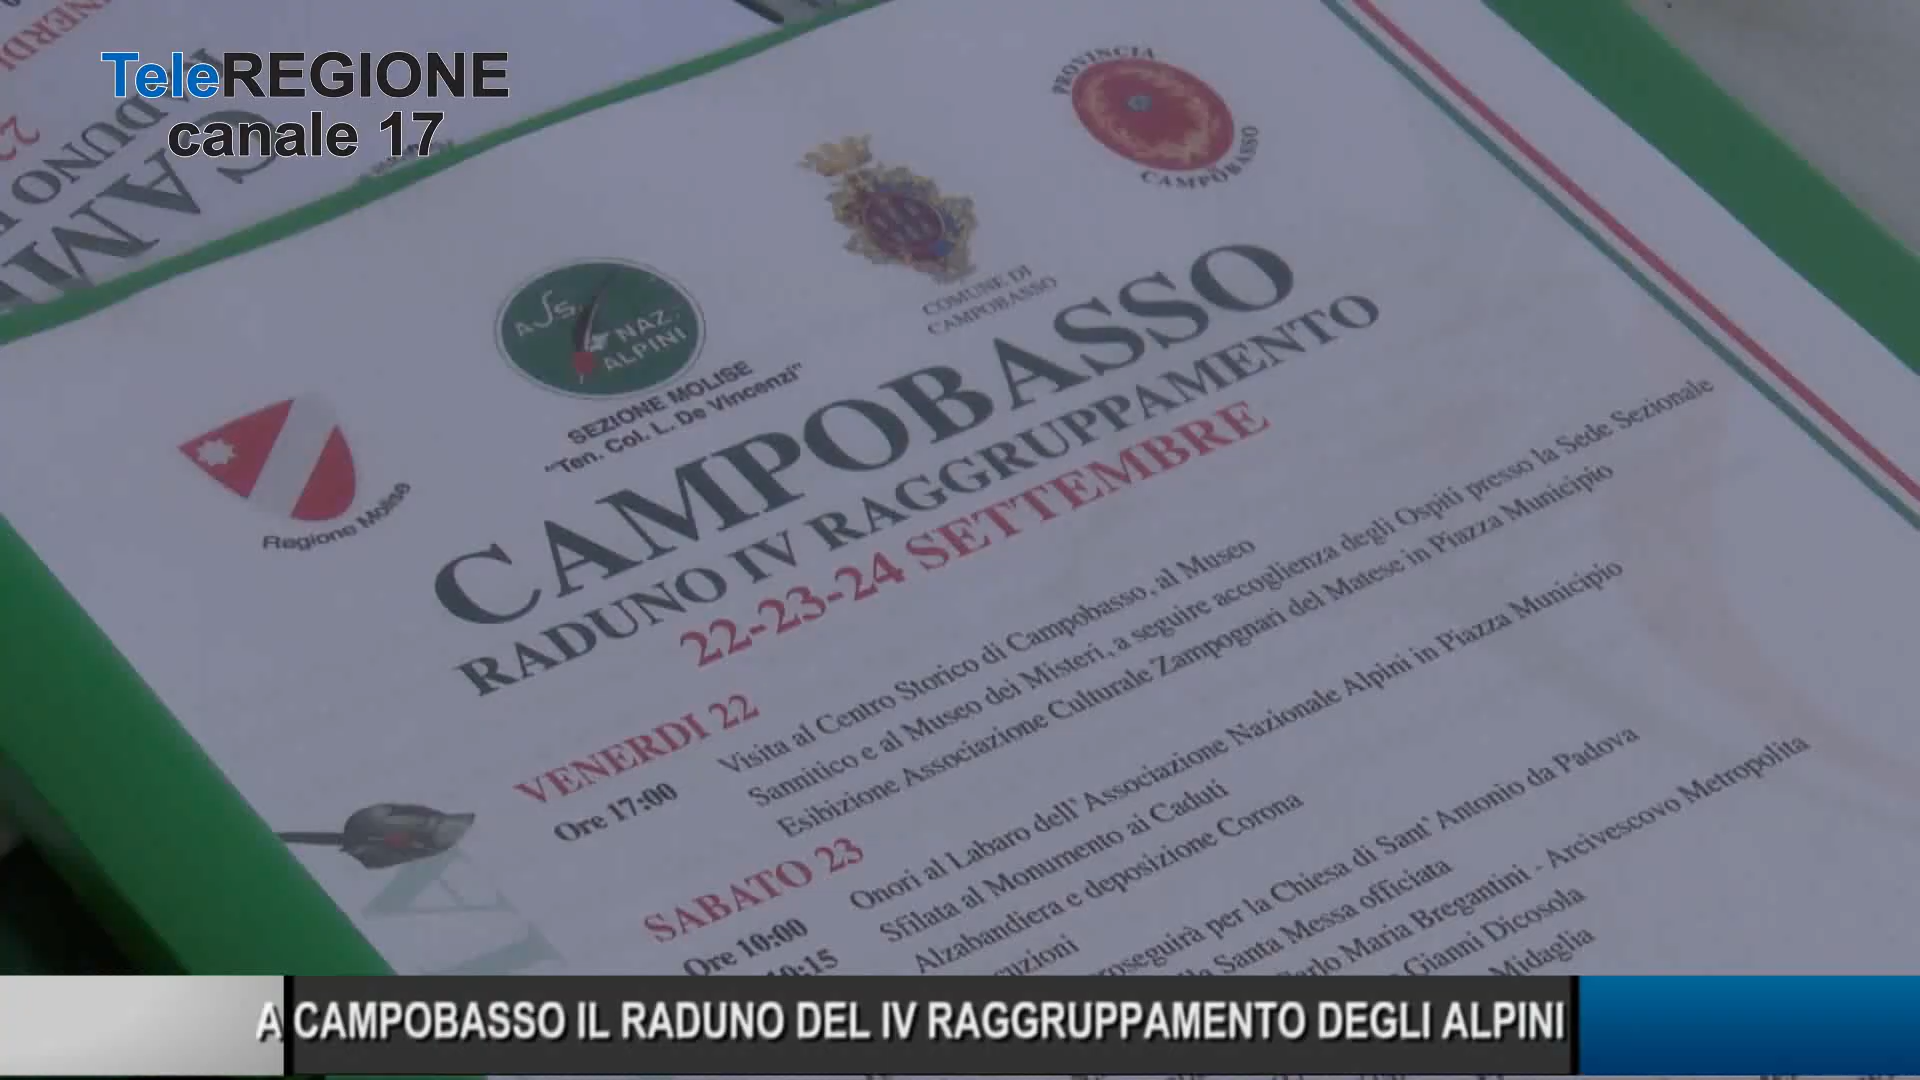 TeleREGIONE
canale 17
PROVINCIA
CAMPOBASSO
COMUNE DI
CAMPOBASSO
Ass.
NAZ.
ALPINI
SEZIONE MOLISE
"Ten. Col. L. De Vincenzi"
Regione Molise
CAMPOBASSO
RADUNO IV RAGGRUPPAMENTO
22-23-24 SETTEMBRE
VENERDI 22
Ore 17:00 Visita al Centro Storico di Campobasso, al Museo
Sannitico e al Museo dei Misteri, a seguire accoglienza degli Ospiti presso la Sede Sezionale
Esibizione Associazione Culturale Zampognari del Matese in Piazza Municipio
SABATO 23
Ore 10:00 Onori al Labaro dell'Associazione Nazionale Alpini in Piazza Municipio
10:15 Sfilata al Monumento ai Caduti
Alzabandiera e deposizione Corona
per la Chiesa di Sant'Antonio da Padova
Santa Messa officiata
Maria Bregantini - Arcivescovo Metropolita
Gianni Dicosola
Midaglia
A CAMPOBASSO IL RADUNO DEL IV RAGGRUPPAMENTO DEGLI ALPINI